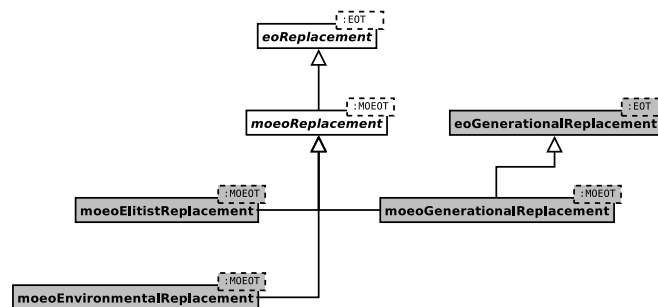 :EOT
eoReplacement
:MOEOT
moeoReplacement
:EOT
eoGenerationalReplacement
:MOEOT
moeoElitistReplacement
:MOEOT
moeoGenerationalReplacement
:MOEOT
moeoEnvironmentalReplacement